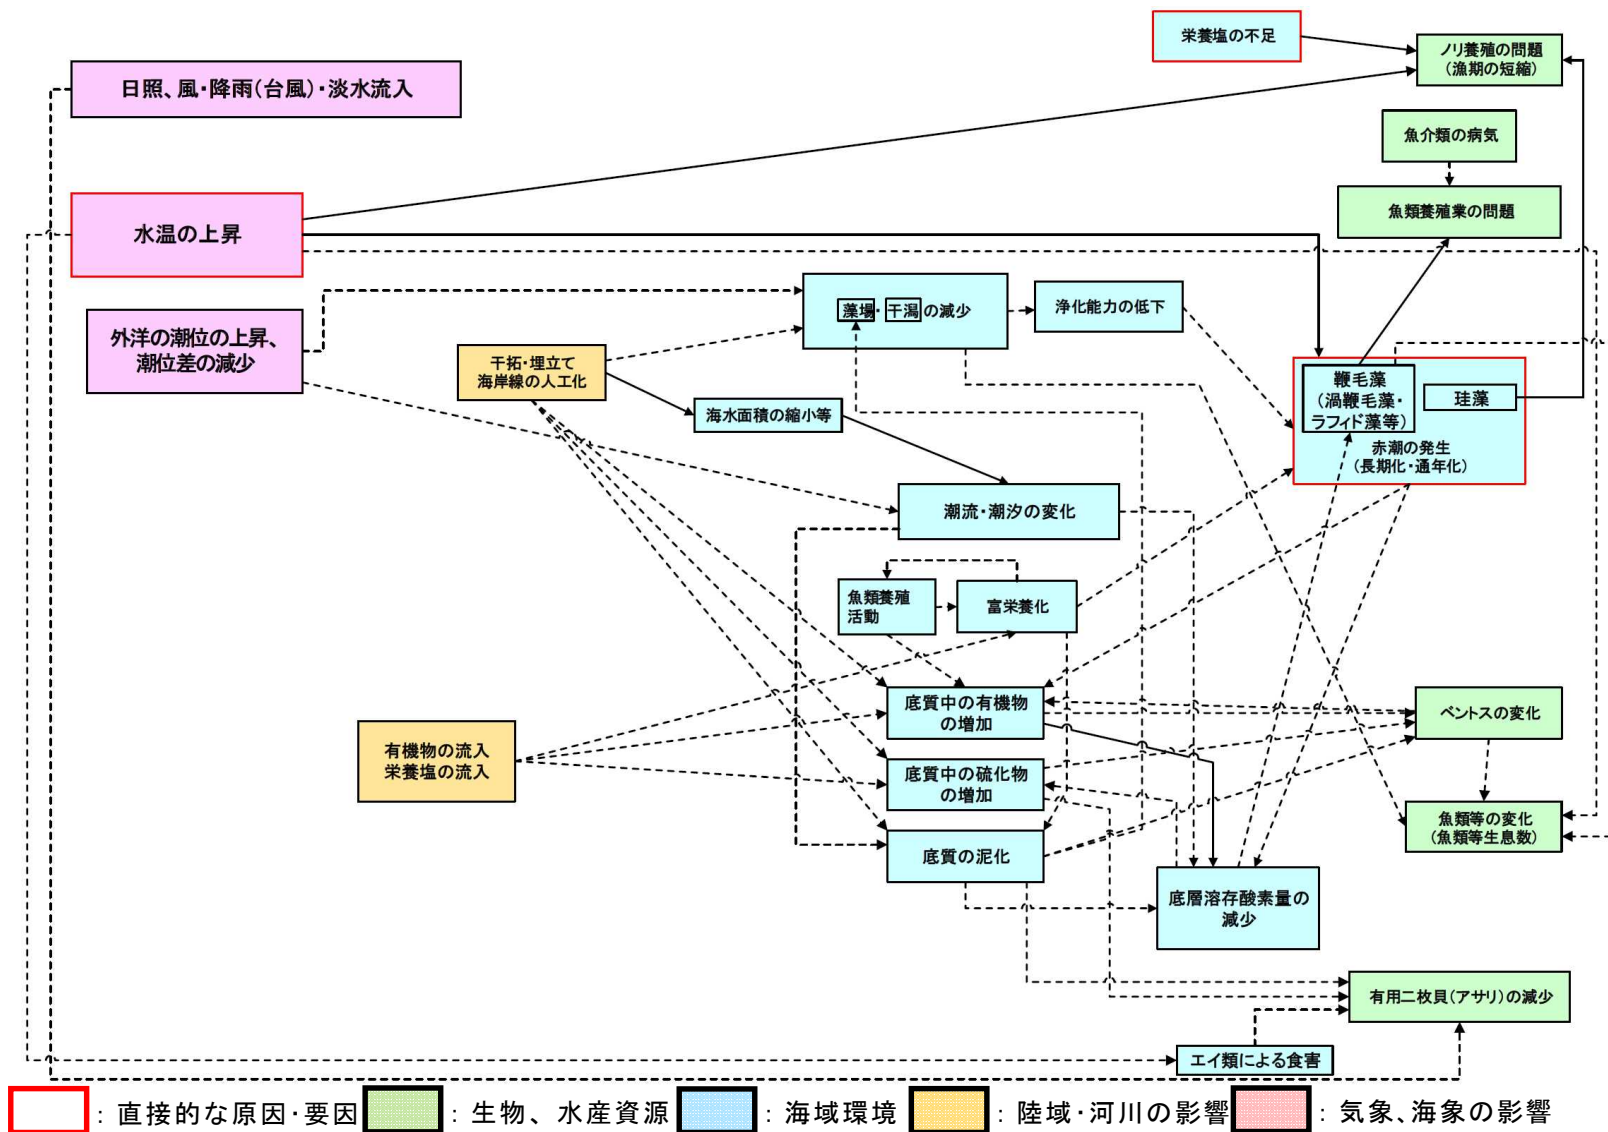 栄養塩の不足
ノリ養殖の問題
(漁期の短縮)
日照、風・降雨(台風)・淡水流入
魚介類の病気
魚類養殖業の問題
水温の上昇
藻場・干潟の減少
浄化能力の低下
外洋の潮位の上昇、
潮位差の減少
干拓・埋立て
海岸線の人工化
海水面積の縮小等
鞭毛藻
(渦鞭毛藻・
ラフィド藻等)
珪藻
赤潮の発生
(長期化・通年化)
潮流・潮汐の変化
魚類養殖
活動
富栄養化
底質中の有機物
の増加
ベントスの変化
有機物の流入
栄養塩の流入
底質中の硫化物
の増加
魚類等の変化
(魚類等生息数)
底質の泥化
底層溶存酸素量の
減少
有用二枚貝(アサリ)の減少
エイ類による食害
：直接的な原因・要因
：生物、水産資源
：海域環境
：陸域・河川の影響
：気象、海象の影響